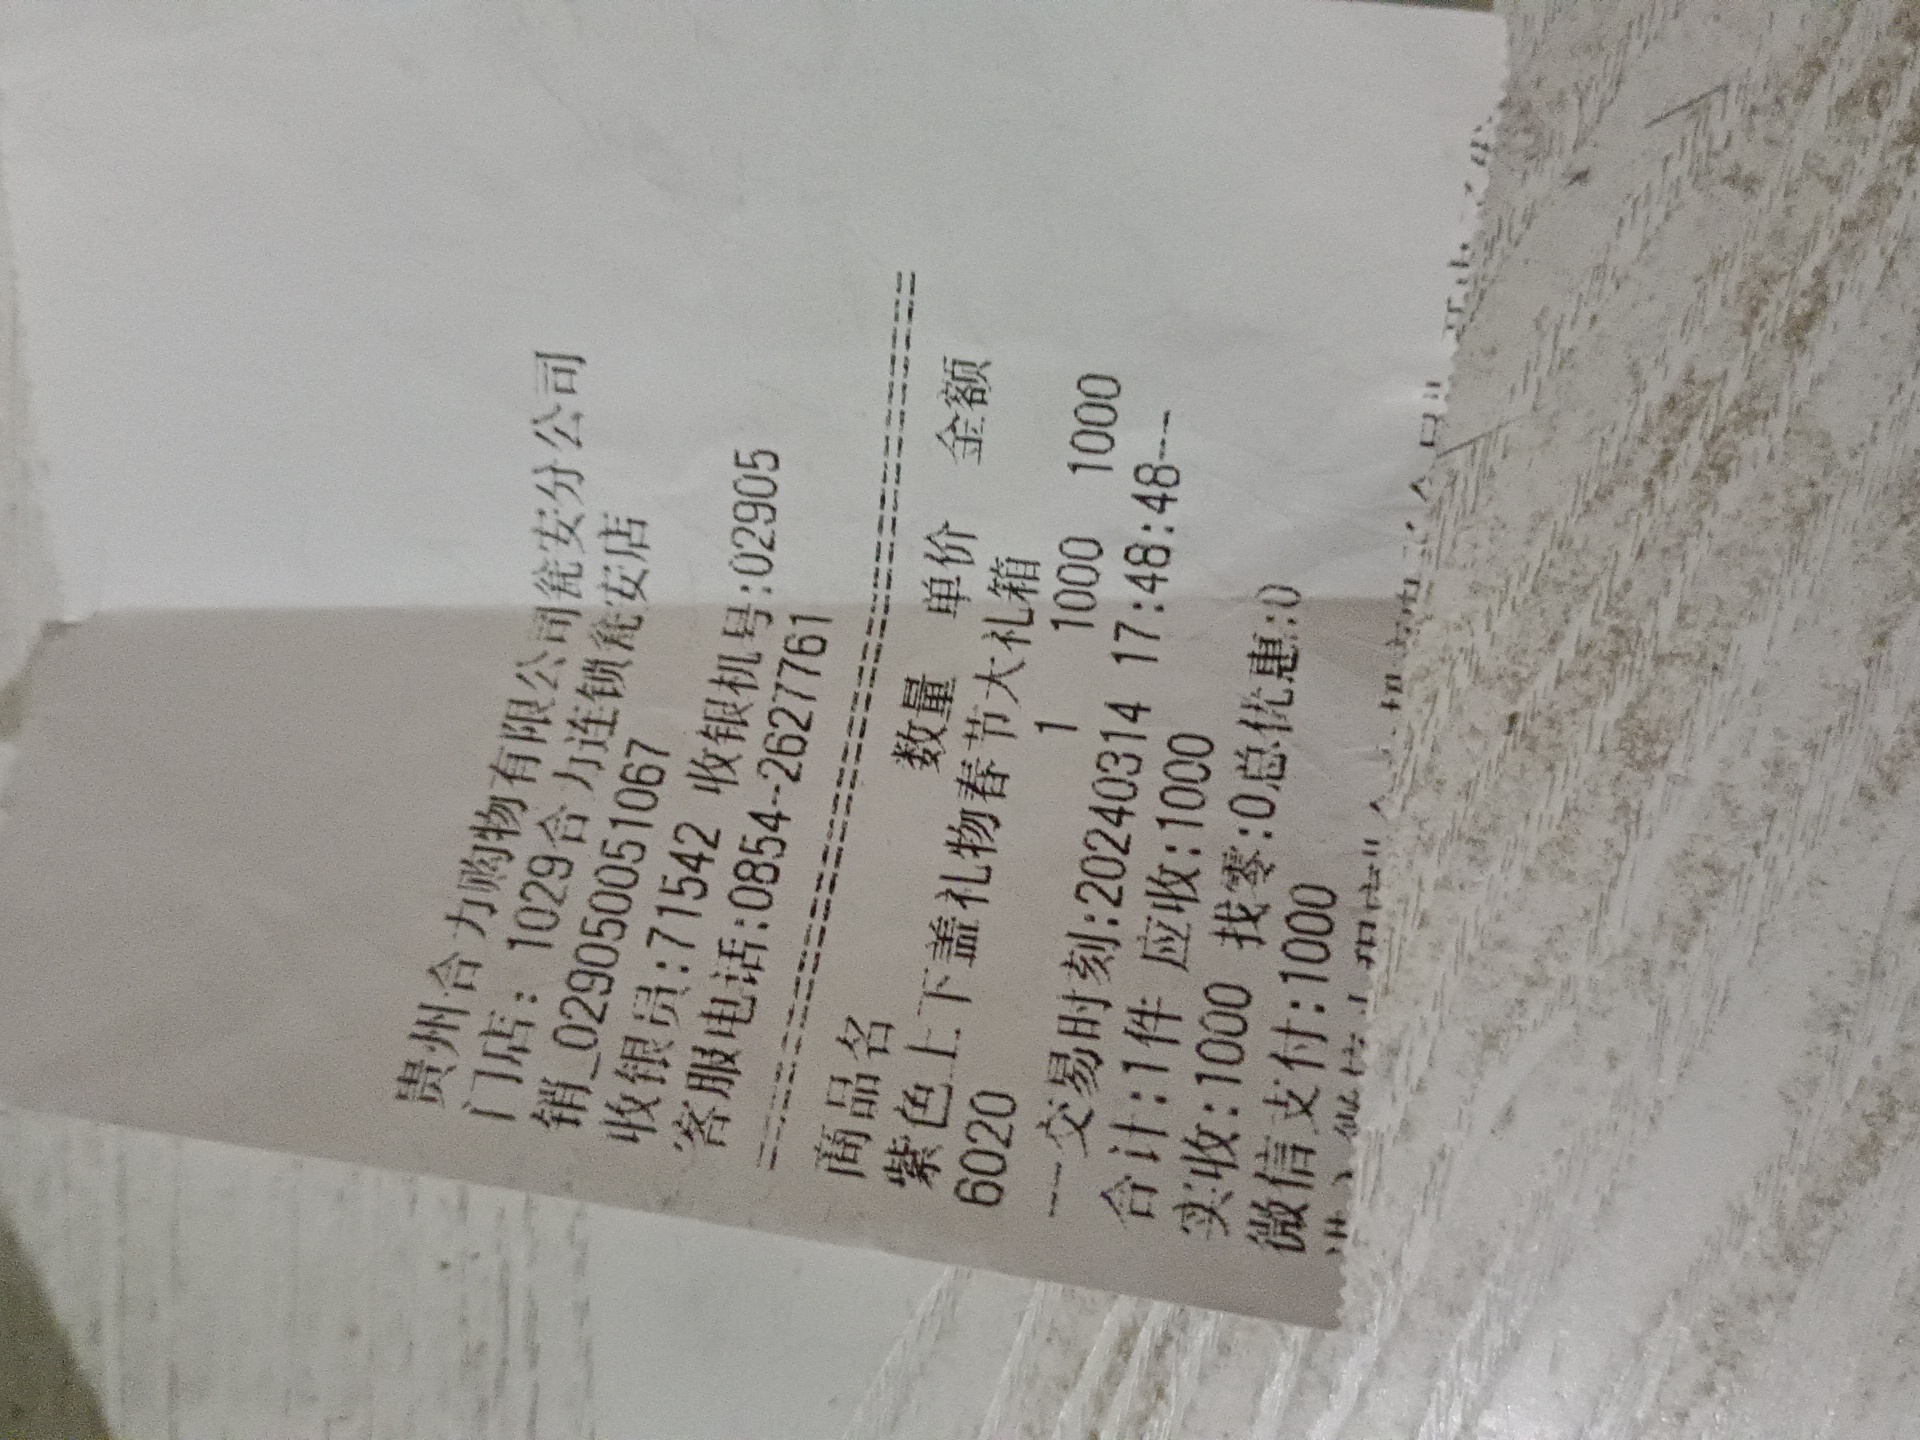 贵州合力购物有限公司瓮安分公司
门店: 1029合力连锁瓮安店
销_029050051067
收银员:71542 收银机号:02905
客服电话:0854-2627761
==================================
商品名 数量 单价 金额
紫色上下盖礼物春节大礼箱
6020 1 1000 1000
---交易时刻:20240314 17:48:48---
合计:1件 应收:1000
实收:1000 找零:0总优惠:0
微信支付:1000